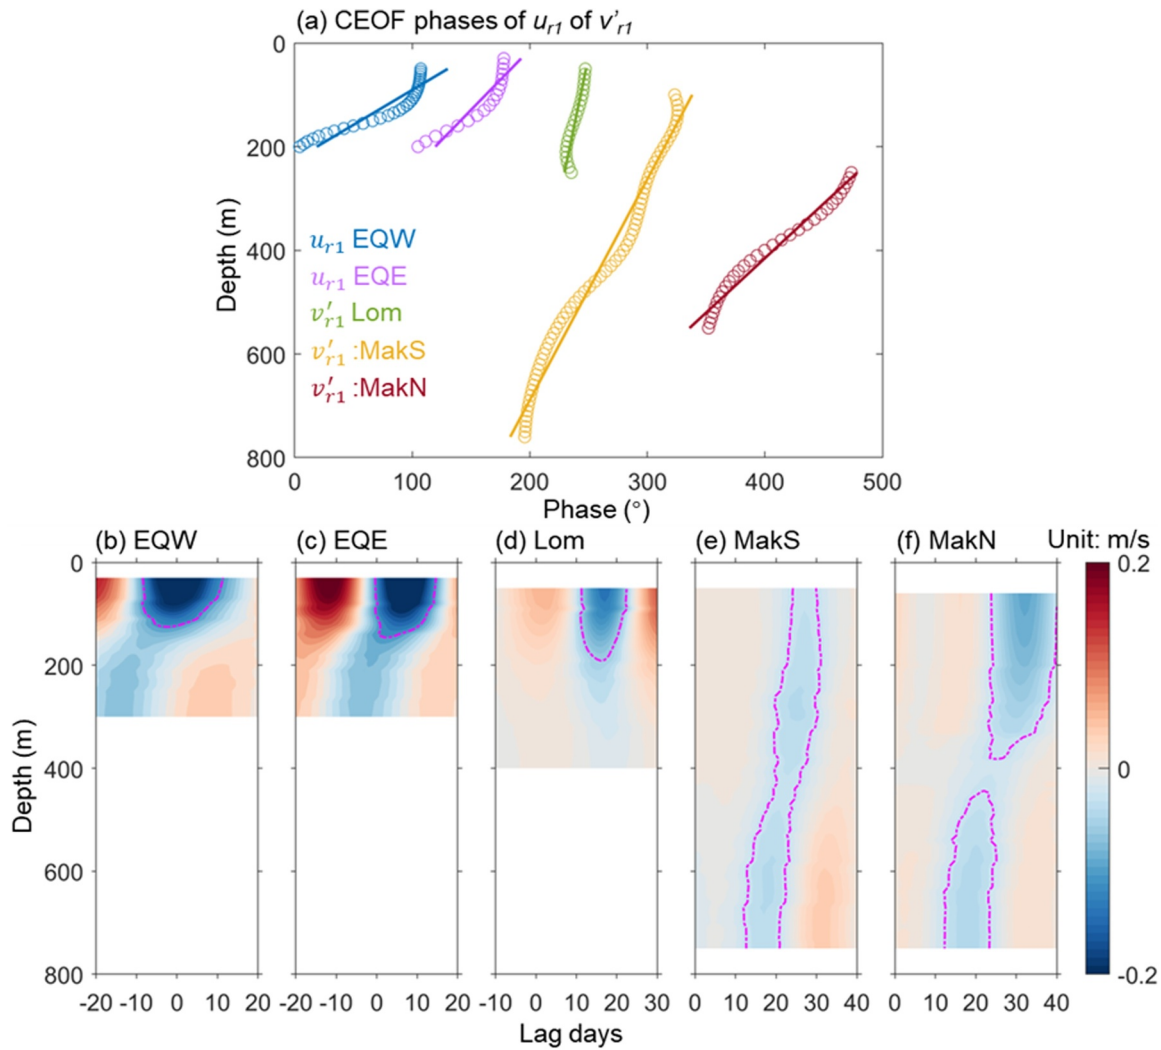 (a) CEOF phases of u_r1 of v'_r1
0
200
400
600
800
Depth (m)
u_r1 EQW
u_r1 EQE
v'_r1 Lom
v'_r1 :MakS
v'_r1 :MakN
0 100 200 300 400 500
Phase (°)
(b) EQW (c) EQE (d) Lom (e) MakS (f) MakN Unit: m/s
0
200
400
600
800
Depth (m)
0.2
0
-0.2
-20 -10 0 10 20 -20 -10 0 10 20 -10 0 10 20 30 0 10 20 30 40 0 10 20 30 40
Lag days